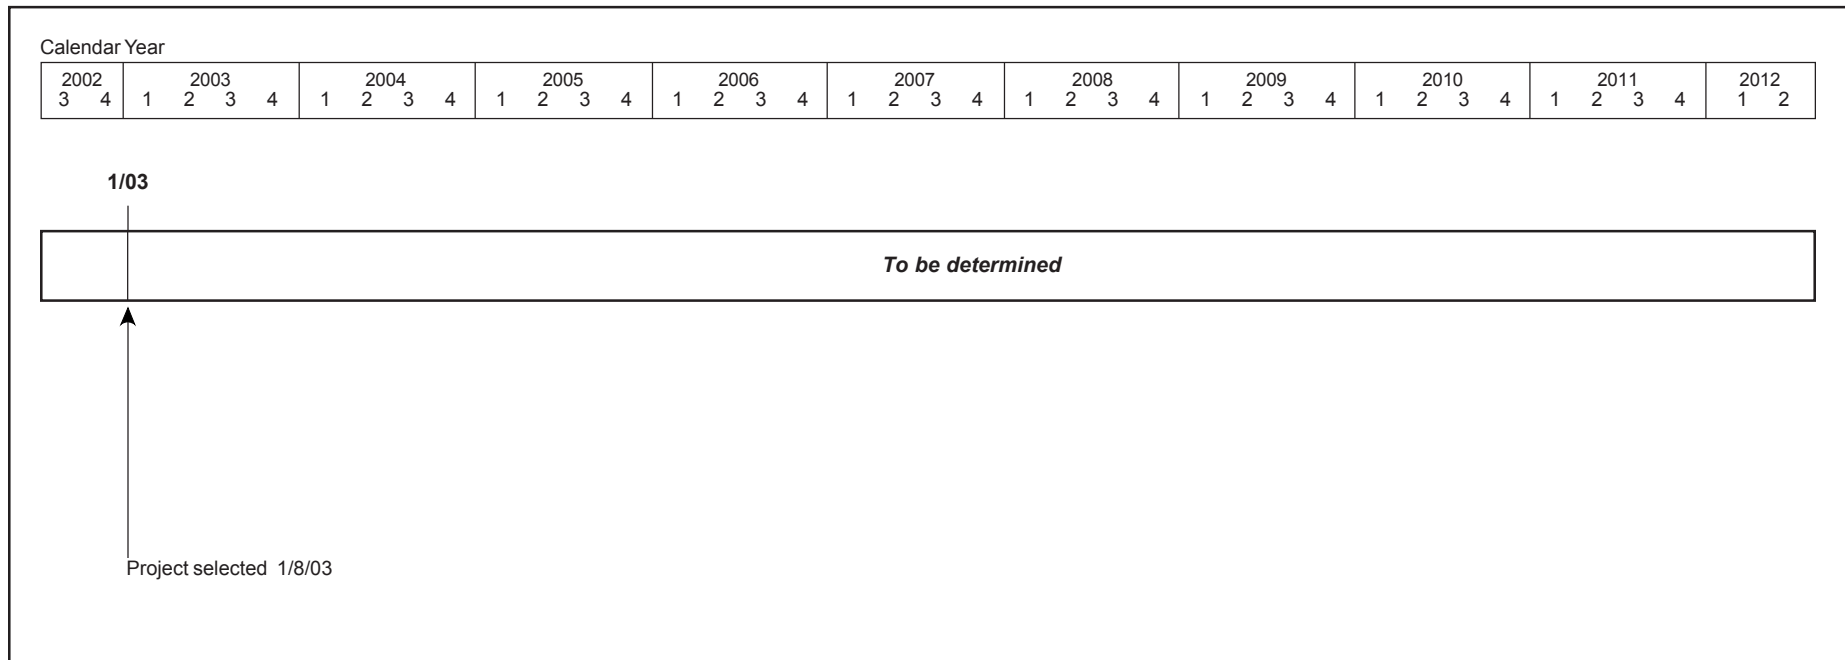 Calendar Year
2002 2003 2004 2005 2006 2007 2008 2009 2010 2011 2012
3 4 1 2 3 4 1 2 3 4 1 2 3 4 1 2 3 4 1 2 3 4 1 2 3 4 1 2 3 4 1 2 3 4 1 2 3 4 1 2
1/03
To be determined
Project selected 1/8/03